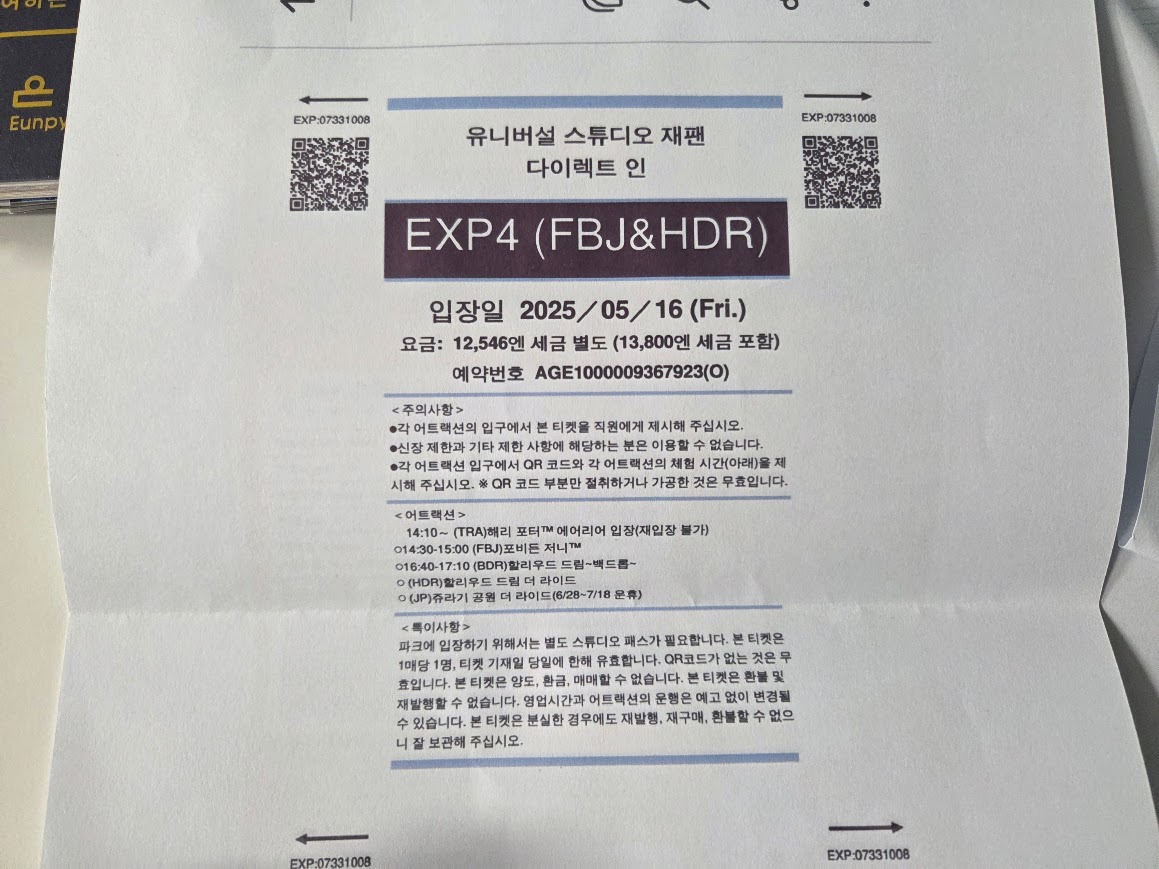 Eunpy
EXP:07331008
EXP:07331008
유니버설 스튜디오 재팬
다이렉트 인
EXP4 (FBJ&HDR)
입장일 2025／05／16 (Fri.)
요금: 12,546엔 세금 별도 (13,800엔 세금 포함)
예약번호 AGE1000009367923(O)
<주의사항>
●각 어트랙션의 입구에서 본 티켓을 직원에게 제시해 주십시오.
●신장 제한과 기타 제한 사항에 해당하는 분은 이용할 수 없습니다.
●각 어트랙션 입구에서 QR 코드와 각 어트랙션의 체험 시간(아래)을 제
시해 주십시오. ※ QR 코드 부분만 절취하거나 가공한 것은 무효입니다.
<어트랙션>
14:10～ (TRA)해리 포터™ 에어리어 입장(재입장 불가)
○14:30-15:00 (FBJ)포비든 저니™
○16:40-17:10 (BDR)할리우드 드림~백드롭~
○ (HDR)할리우드 드림 더 라이드
○ (JP)쥬라기 공원 더 라이드(6/28~7/18 운휴)
<특이사항>
파크에 입장하기 위해서는 별도 스튜디오 패스가 필요합니다. 본 티켓은
1매당 1명, 티켓 기재일 당일에 한해 유효합니다. QR코드가 없는 것은 무
효입니다. 본 티켓은 양도, 환금, 매매할 수 없습니다. 본 티켓은 환불 및
재발행할 수 없습니다. 영업시간과 어트랙션의 운행은 예고 없이 변경될
수 있습니다. 본 티켓은 분실한 경우에도 재발행, 재구매, 환불할 수 없으
니 잘 보관해 주십시오.
EXP:07331008
EXP:07331008